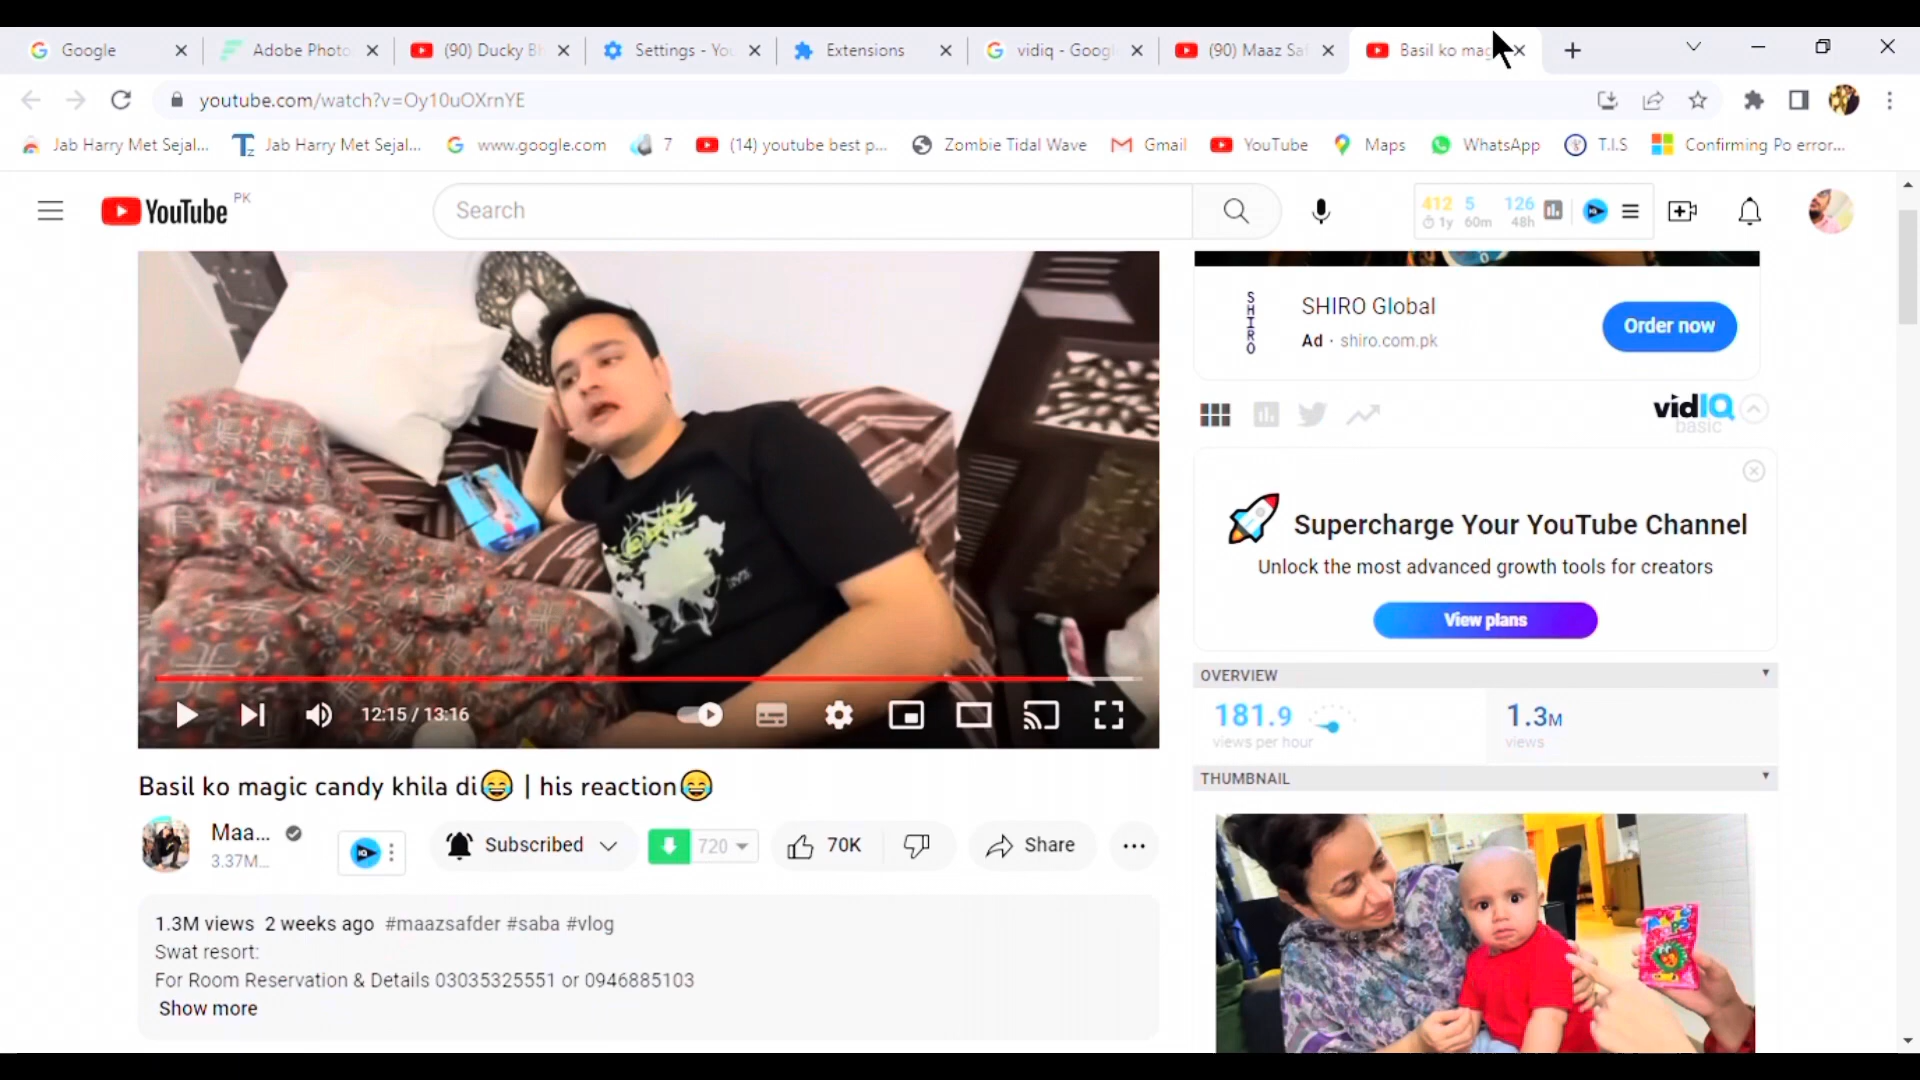 Google
Adobe Photo
(90) Ducky Bh
Settings - You
Extensions
vidiq - Googl
(90) Maaz Saf
Basil ko mag
youtube.com/watch?v=Oy10uOXrnYE
Jab Harry Met Sejal...
Jab Harry Met Sejal...
www.google.com
7
(14) youtube best p...
Zombie Tidal Wave
Gmail
YouTube
Maps
WhatsApp
T.I.S
Confirming Po error...
YouTube PK
Search
412 5 126
1y 60m 48h
SHIRO
SHIRO Global
Ad · shiro.com.pk
Order now
vidIQ
basic
Supercharge Your YouTube Channel
Unlock the most advanced growth tools for creators
View plans
12:15 / 13:16
OVERVIEW
181.9
views per hour
1.3M
views
THUMBNAIL
Basil ko magic candy khila di😂 | his reaction😂
Maa...
3.37M...
Subscribed
720
70K
Share
1.3M views 2 weeks ago #maazsafder #saba #vlog
Swat resort:
For Room Reservation & Details 03035325551 or 0946885103
Show more